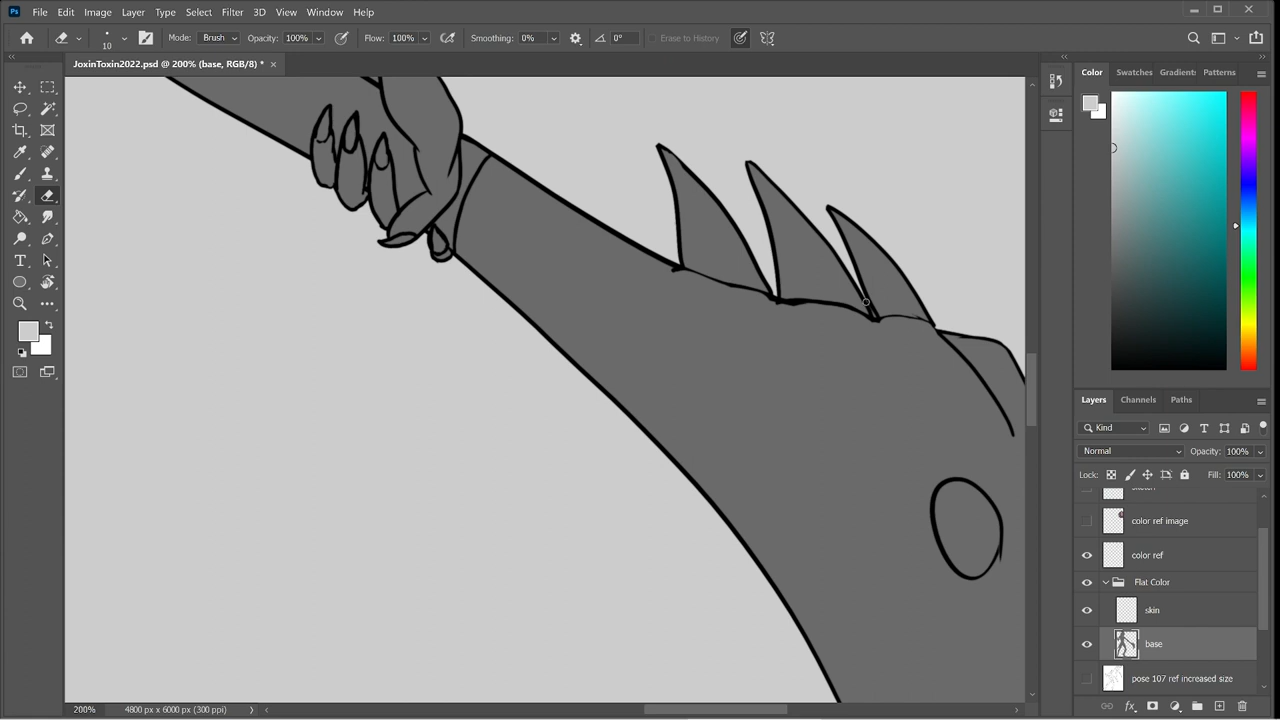 Ps File Edit Image Layer Type Select Filter 3D View Window Help
10 Mode: Brush Opacity: 100% Flow: 100% Smoothing: 0% 0° Erase to History
JoxinToxin2022.psd @ 200% (base, RGB/8) *
Color Swatches Gradient: Patterns
Layers Channels Paths
Kind
Normal Opacity: 100%
Lock: Fill: 100%
color ref image
color ref
Flat Color
skin
base
pose 107 ref increased size
200% 4800 px x 6000 px (300 ppi)